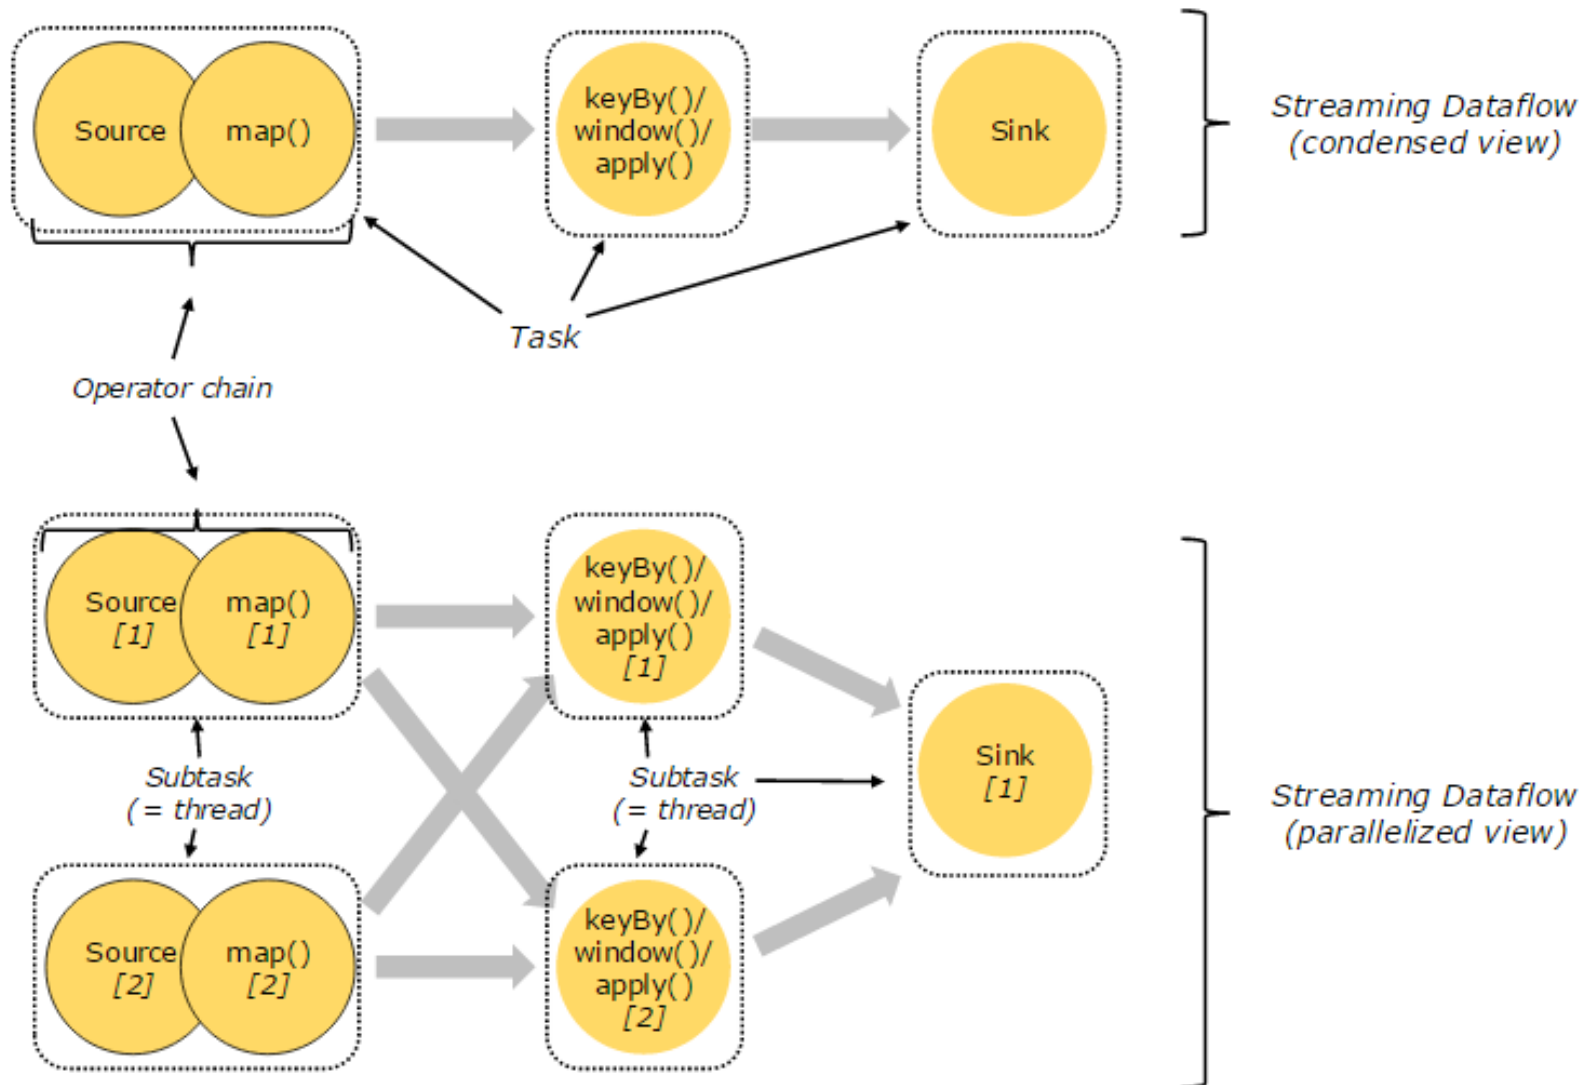 Source
map()
keyBy()/
window()/
apply()
Sink
Streaming Dataflow
(condensed view)
Task
Operator chain
Source
[1]
map()
[1]
keyBy()/
window()/
apply()
[1]
Subtask
(= thread)
Subtask
(= thread)
Sink
[1]
Streaming Dataflow
(parallelized view)
Source
[2]
map()
[2]
keyBy()/
window()/
apply()
[2]